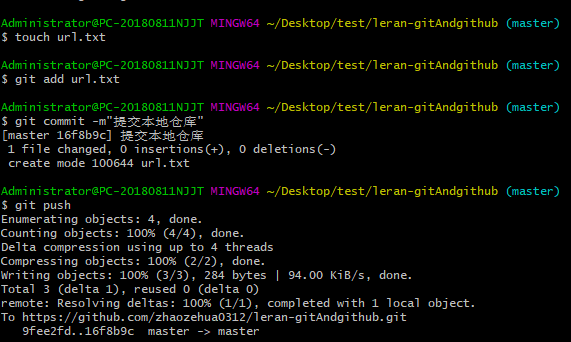 Administrator@PC-20180811NJJT MINGW64 ~/Desktop/test/leran-gitAndgithub (master)
$ touch url.txt
Administrator@PC-20180811NJJT MINGW64 ~/Desktop/test/leran-gitAndgithub (master)
$ git add url.txt
Administrator@PC-20180811NJJT MINGW64 ~/Desktop/test/leran-gitAndgithub (master)
$ git commit -m"提交本地仓库"
[master 16f8b9c] 提交本地仓库
1 file changed, 0 insertions(+), 0 deletions(-)
create mode 100644 url.txt
Administrator@PC-20180811NJJT MINGW64 ~/Desktop/test/leran-gitAndgithub (master)
$ git push
Enumerating objects: 4, done.
Counting objects: 100% (4/4), done.
Delta compression using up to 4 threads
Compressing objects: 100% (2/2), done.
Writing objects: 100% (3/3), 284 bytes | 94.00 KiB/s, done.
Total 3 (delta 1), reused 0 (delta 0)
remote: Resolving deltas: 100% (1/1), completed with 1 local object.
To https://github.com/zhaozehua0312/leran-gitAndgithub.git
9fee2fd..16f8b9c  master -> master